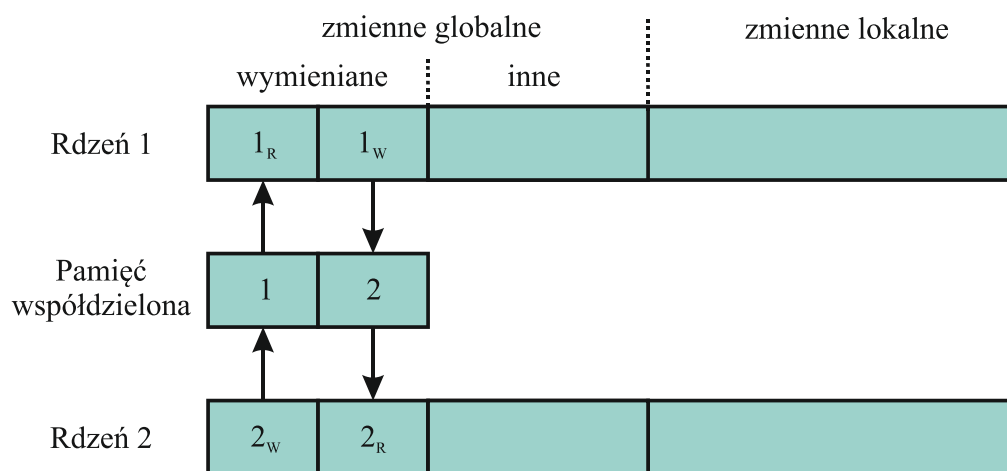 zmienne globalne
zmienne lokalne
wymieniane
inne
Rdzeń 1
1R
1W
Pamięć
współdzielona
1
2
Rdzeń 2
2W
2R